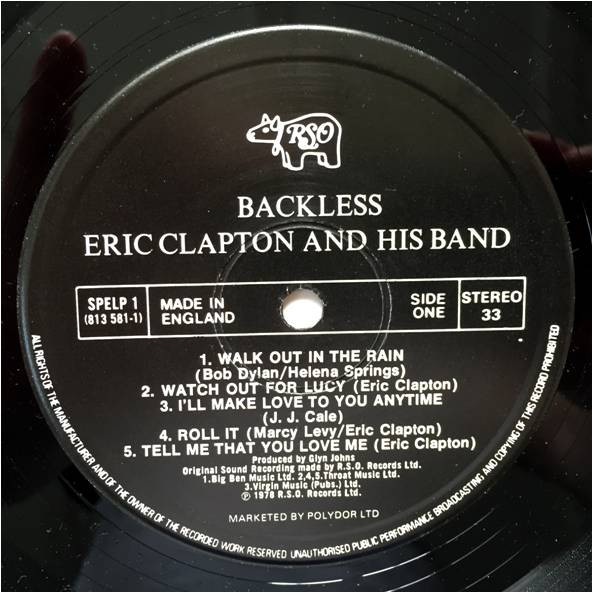 RSO
BACKLESS
ERIC CLAPTON AND HIS BAND
SPELP 1
(813 581-1)
MADE IN
ENGLAND
SIDE
ONE
STEREO
33
1. WALK OUT IN THE RAIN
(Bob Dylan/Helena Springs)
2. WATCH OUT FOR LUCY (Eric Clapton)
3. I'LL MAKE LOVE TO YOU ANYTIME
(J. J. Cale)
4. ROLL IT (Marcy Levy/Eric Clapton)
5. TELL ME THAT YOU LOVE ME (Eric Clapton)
Produced by Glyn Johns
Original Sound Recording made by R.S.O. Records Ltd.
1.Big Ben Music Ltd. 2,4,5.Throat Music Ltd.
3.Virgin Music (Pubs.) Ltd.
℗ 1978 R.S.O. Records Ltd.
MARKETED BY POLYDOR LTD
ALL RIGHTS OF THE MANUFACTURER AND OF THE OWNER OF THE RECORDED WORK RESERVED UNAUTHORISED PUBLIC PERFORMANCE BROADCASTING AND COPYING OF THIS RECORD PROHIBITED